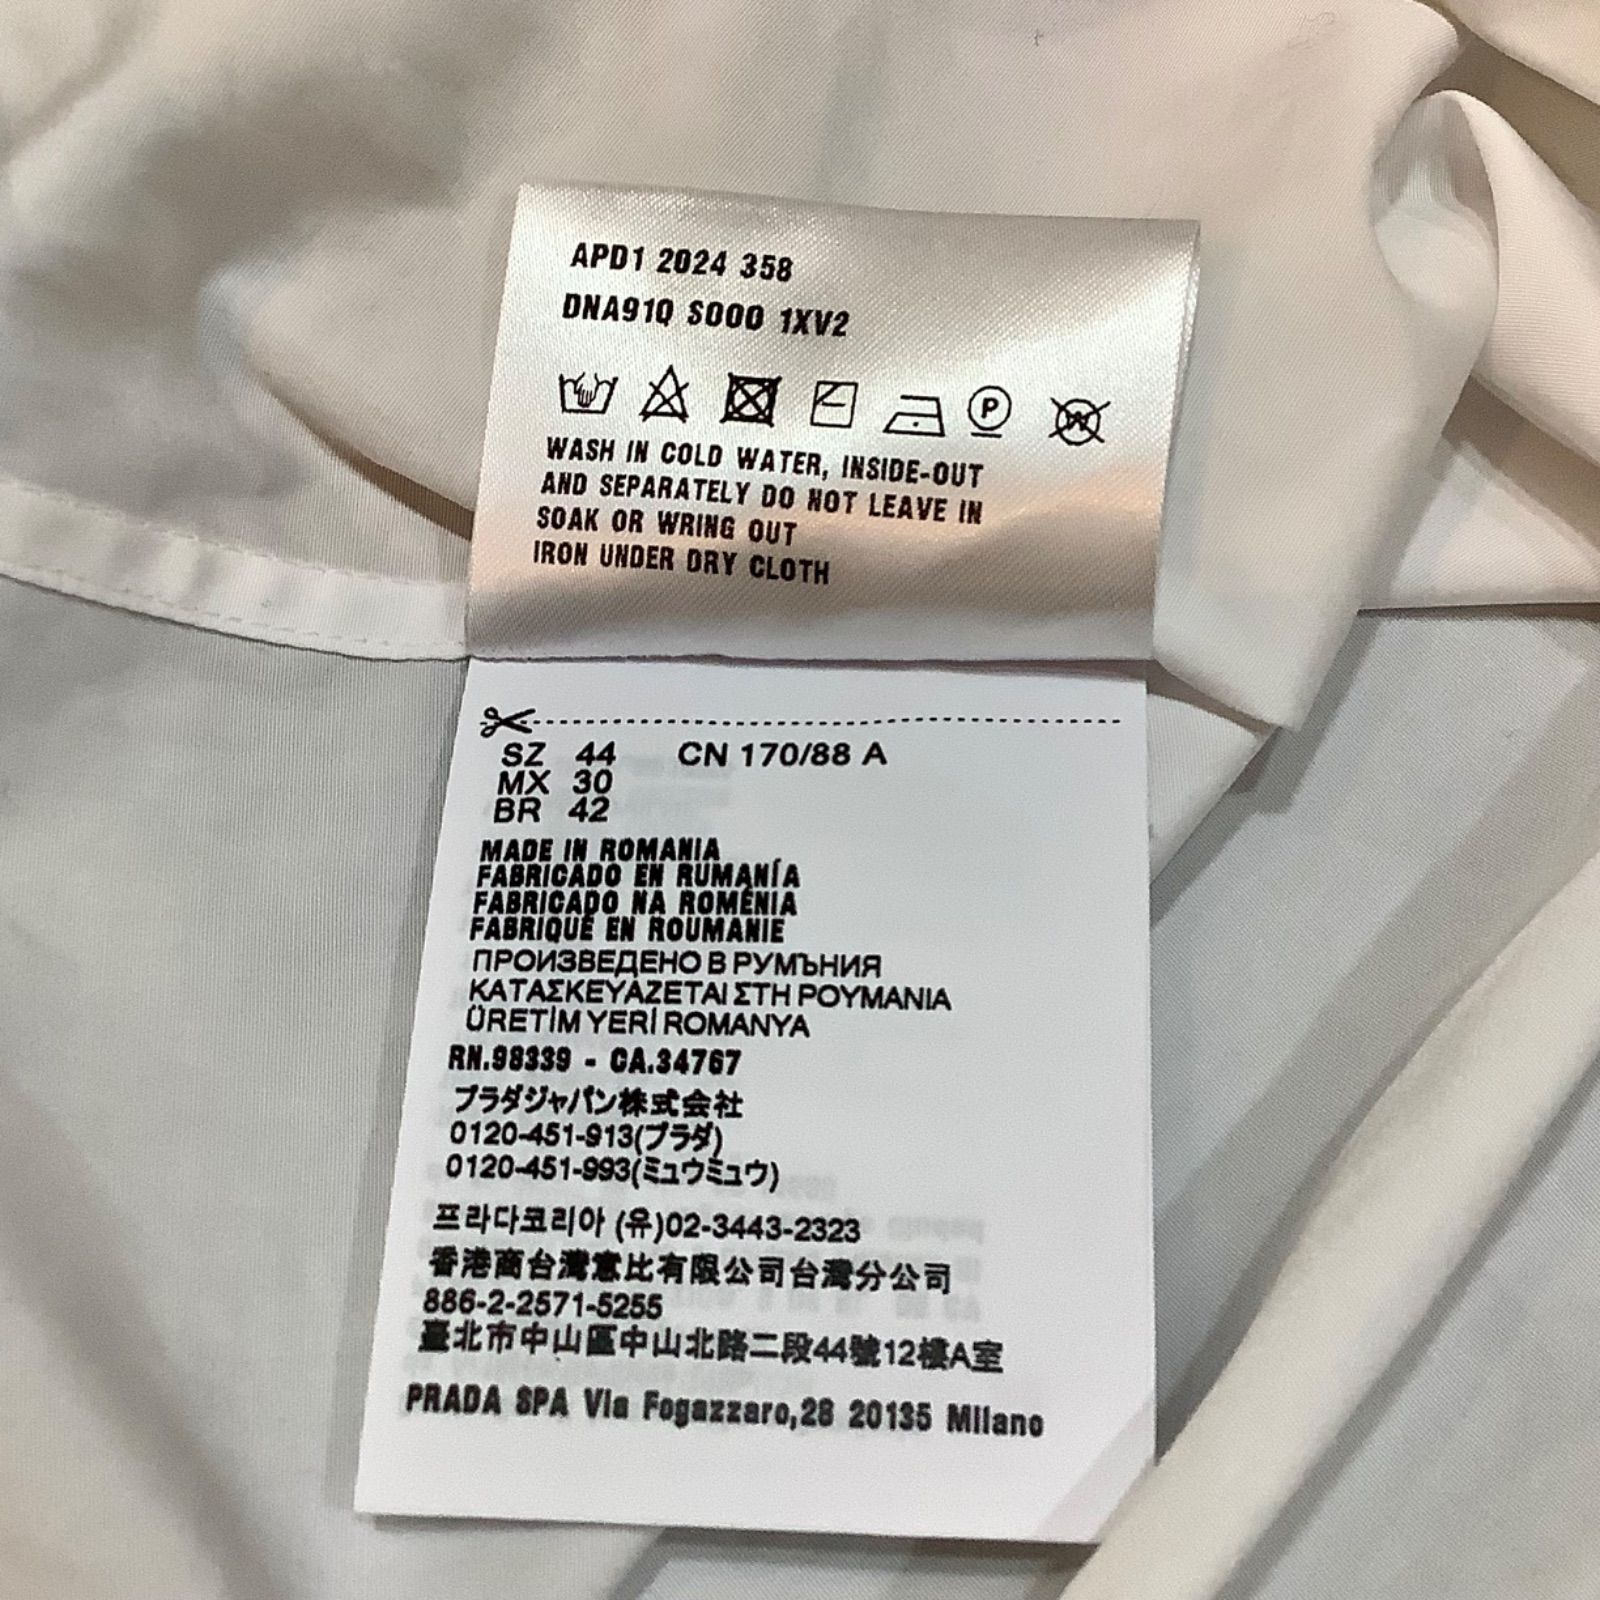 APD1 2024 358
DNA91Q S000 1XV2
P W
WASH IN COLD WATER, INSIDE-OUT
AND SEPARATELY DO NOT LEAVE IN
SOAK OR WRING OUT
IRON UNDER DRY CLOTH
SZ 44 CN 170/88 A
MX 30
BR 42
MADE IN ROMANIA
FABRICADO EN RUMANÍA
FABRICADO NA ROMÉNIA
FABRIQUÉ EN ROUMANIE
ПРОИЗВЕДЕНО В РУМЪНИЯ
ΚΑΤΑΣΚΕΥΑΖΕΤΑΙ ΣΤΗ ΡΟΥΜΑΝΙΑ
ÜRETİM YERİ ROMANYA
RN.98339 - CA.34767
プラダジャパン株式会社
0120-451-913(プラダ)
0120-451-993(ミュウミュウ)
프라다코리아 (유)02-3443-2323
香港商台灣意比有限公司台灣分公司
886-2-2571-5255
臺北市中山區中山北路二段44號12樓A室
PRADA SPA Via Fogazzaro,28 20135 Milano